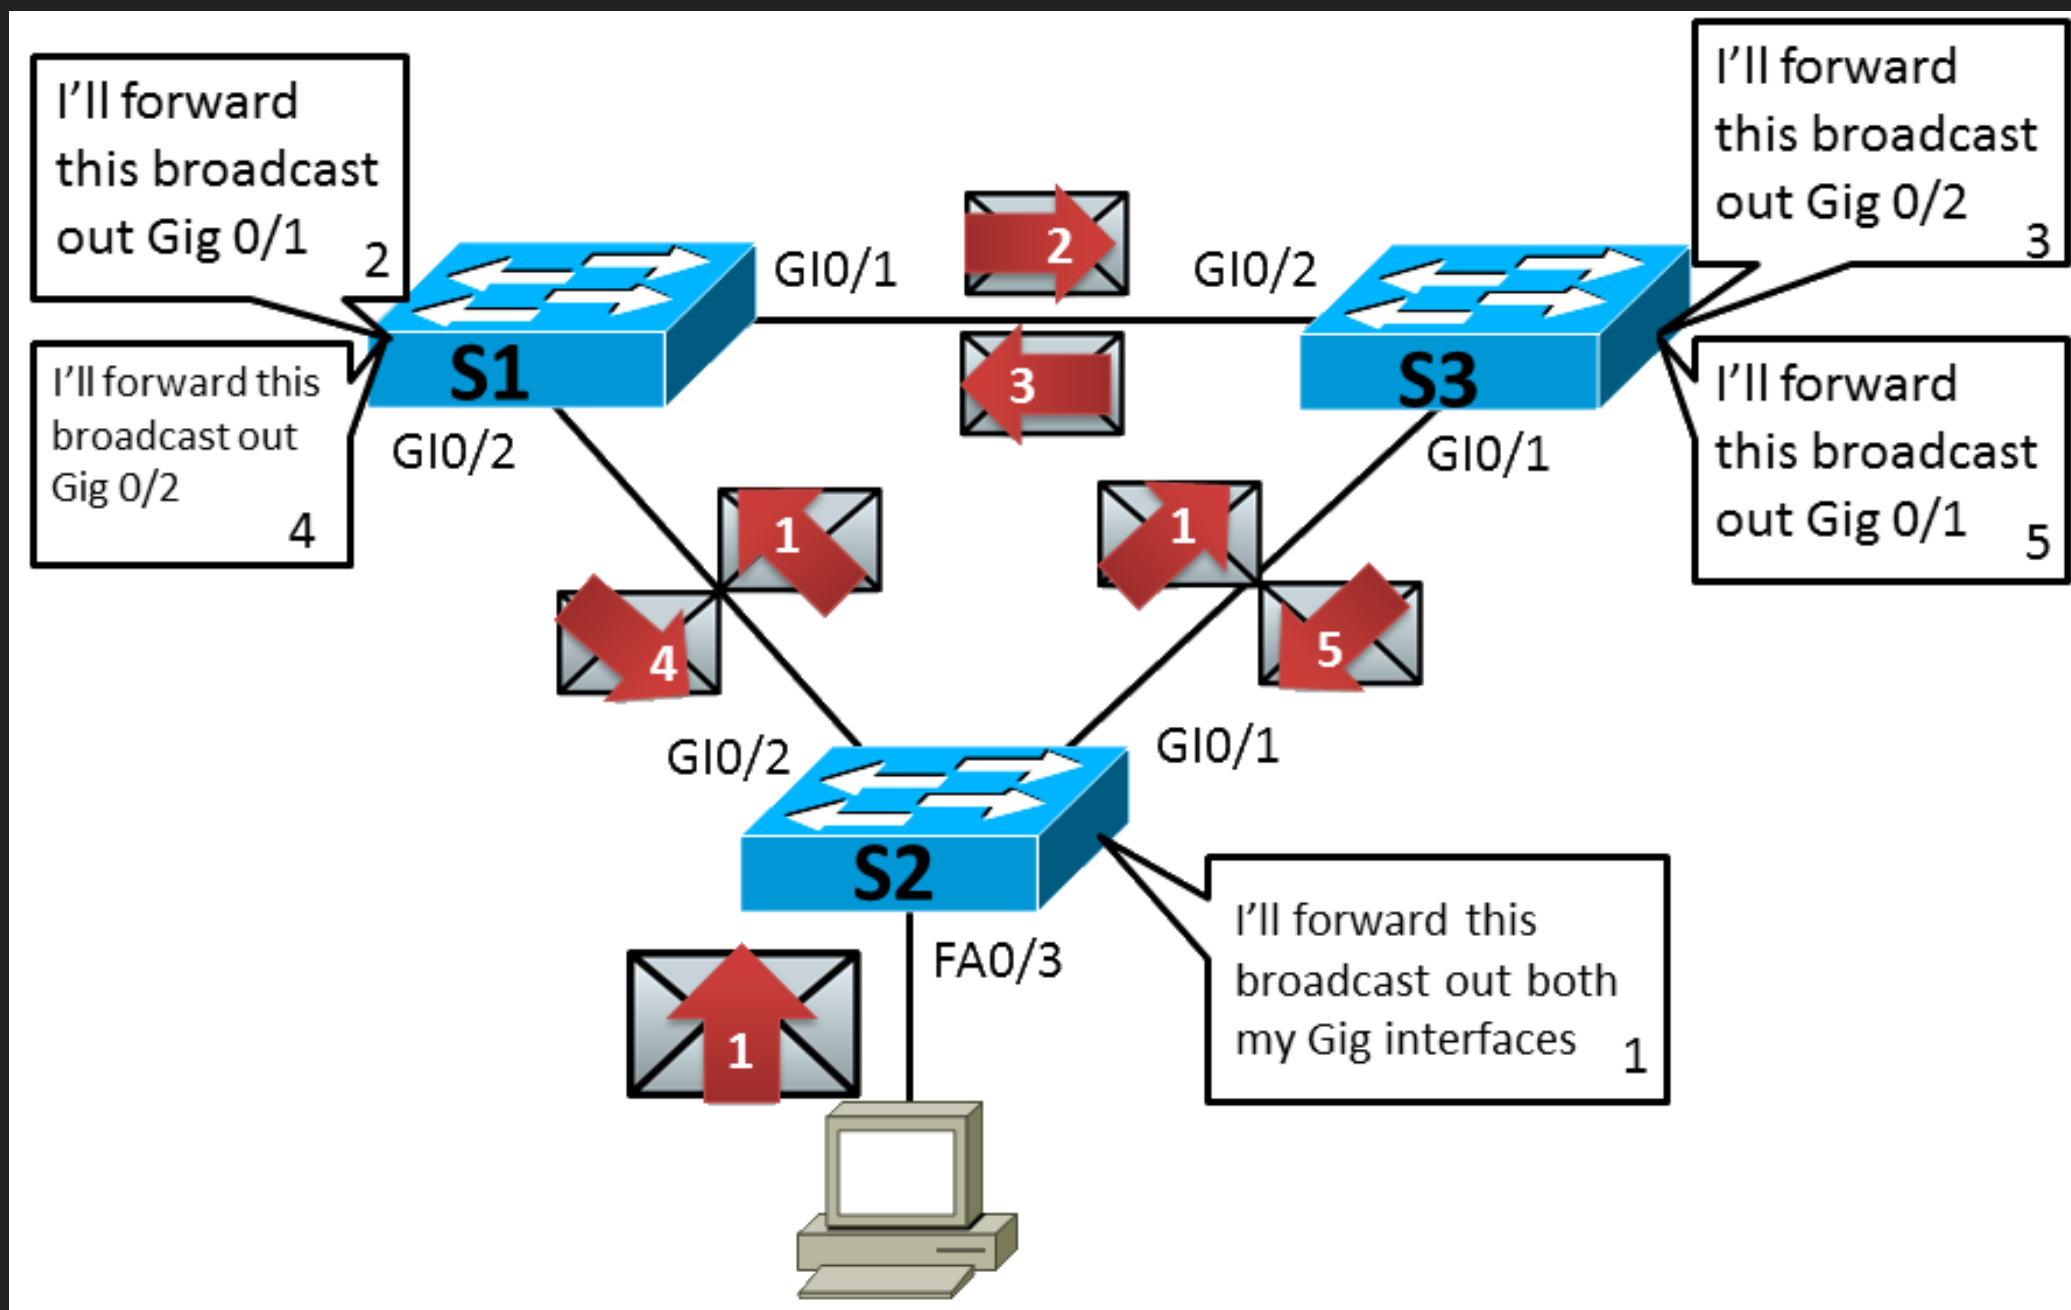 I'll forward
this broadcast
out Gig 0/1
2
I'll forward
this broadcast
out Gig 0/2
3
2
GI0/1
GI0/2
S1
S3
3
I'll forward this
broadcast out
Gig 0/2
4
I'll forward
this broadcast
out Gig 0/1
5
GI0/2
GI0/1
1
1
4
5
GI0/2
GI0/1
S2
I'll forward this
broadcast out both
my Gig interfaces
1
FA0/3
1